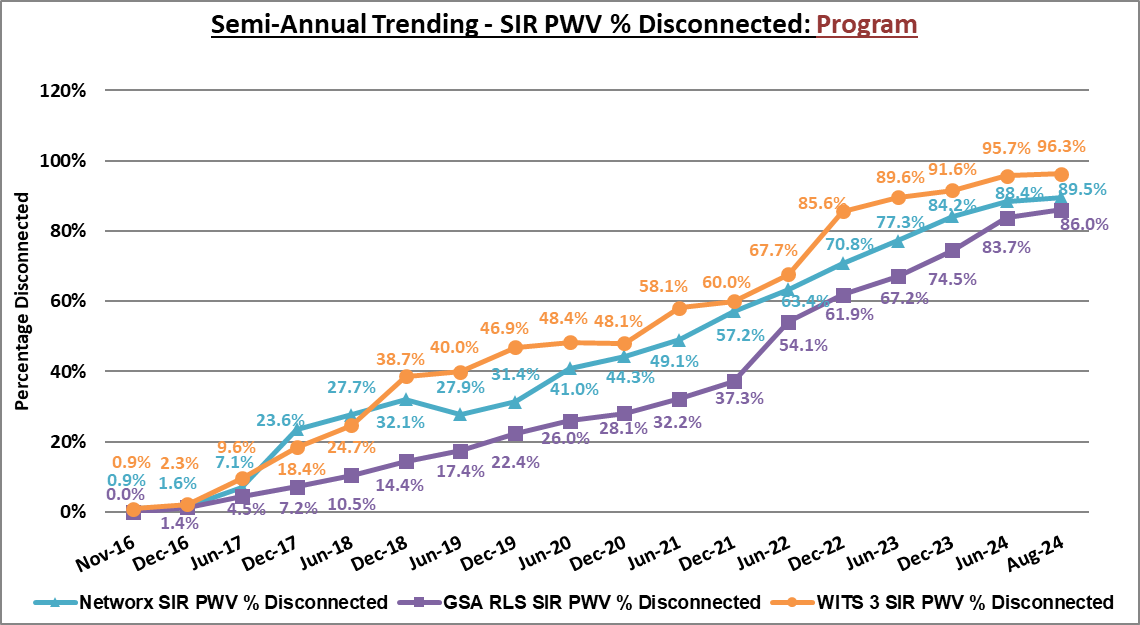 Semi-Annual Trending - SIR PWV % Disconnected: Program
Percentage Disconnected
120%
100%
80%
60%
40%
20%
0%
0.9% 2.3% 9.6% 18.4% 24.7% 38.7% 40.0% 46.9% 48.4% 48.1% 58.1% 60.0% 67.7% 85.6% 89.6% 91.6% 95.7% 96.3%
0.9% 1.6% 7.1% 23.6% 27.7% 32.1% 27.9% 31.4% 41.0% 44.3% 49.1% 57.2% 63.4% 70.8% 77.3% 84.2% 88.4% 89.5%
0.0% 1.4% 4.5% 7.2% 10.5% 14.4% 17.4% 22.4% 26.0% 28.1% 32.2% 37.3% 54.1% 61.9% 67.2% 74.5% 83.7% 86.0%
Nov-16 Dec-16 Jun-17 Dec-17 Jun-18 Dec-18 Jun-19 Dec-19 Jun-20 Dec-20 Jun-21 Dec-21 Jun-22 Dec-22 Jun-23 Dec-23 Jun-24 Aug-24
Networx SIR PWV % Disconnected GSA RLS SIR PWV % Disconnected WITS 3 SIR PWV % Disconnected